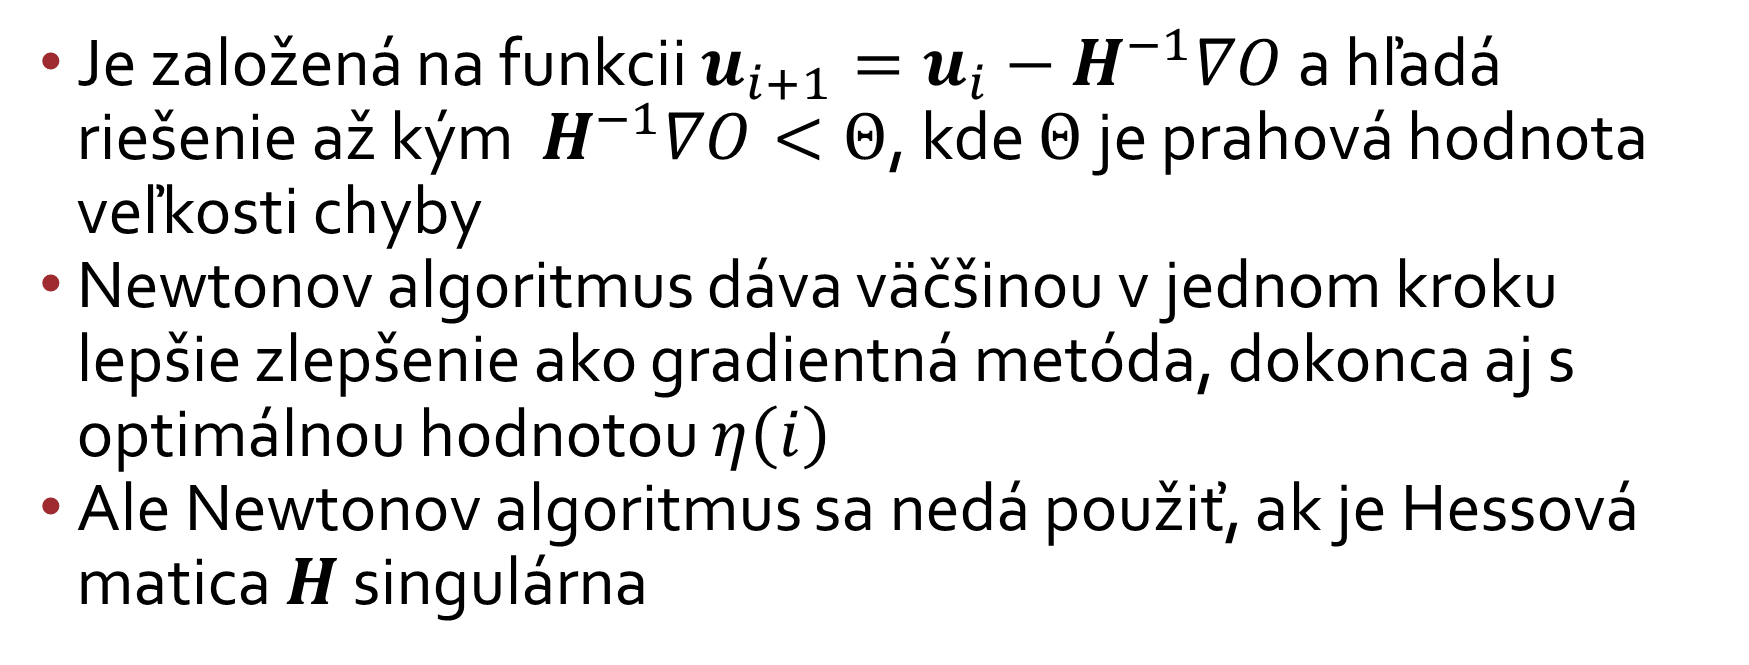 • Je založená na funkcii 𝒖ᵢ₊₁ = 𝒖ᵢ − 𝑯⁻¹∇𝑂 a hľadá
riešenie až kým 𝑯⁻¹∇𝑂 < Θ, kde Θ je prahová hodnota
veľkosti chyby
• Newtonov algoritmus dáva väčšinou v jednom kroku
lepšie zlepšenie ako gradientná metóda, dokonca aj s
optimálnou hodnotou 𝜂(𝑖)
• Ale Newtonov algoritmus sa nedá použiť, ak je Hessová
matica 𝑯 singulárna